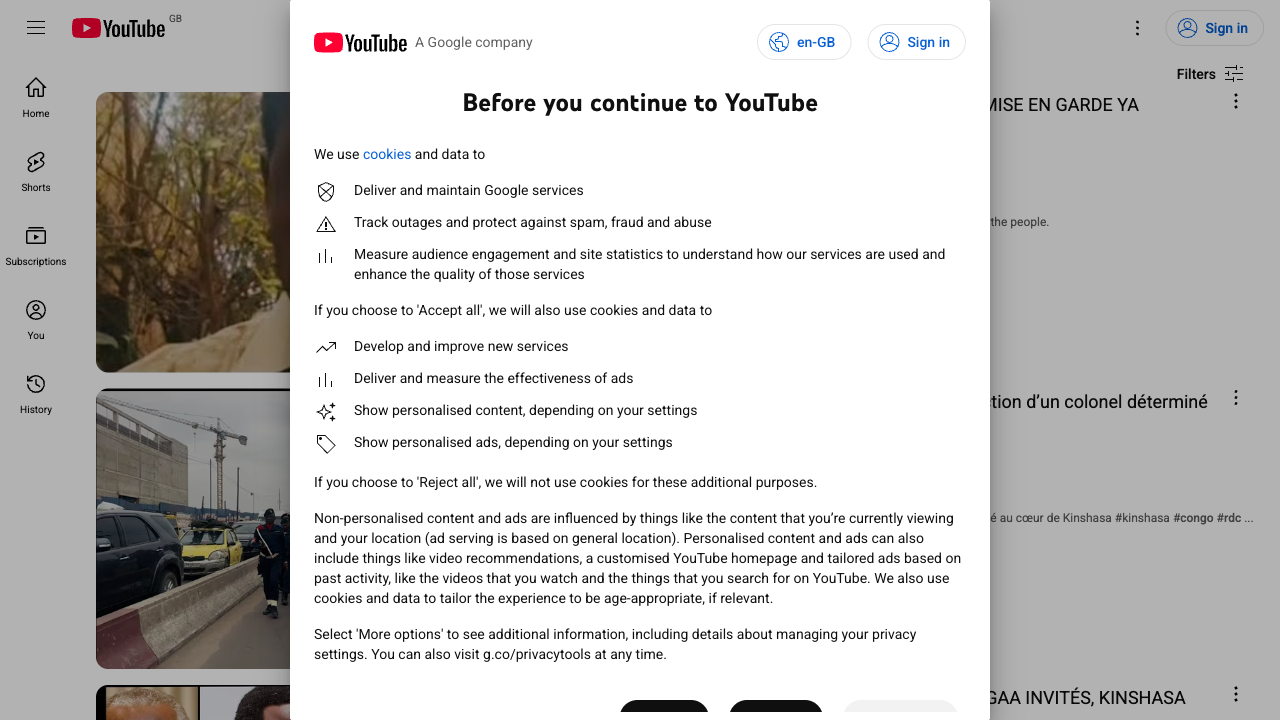 YouTube GB
Sign in
Home
Shorts
Subscriptions
You
History
Filters
MISE EN GARDE YA
the people.
ction d’un colonel déterminé
é au cœur de Kinshasa #kinshasa #congo #rdc ...
GAA INVITÉS, KINSHASA
YouTube A Google company
en-GB
Sign in
Before you continue to YouTube
We use cookies and data to
Deliver and maintain Google services
Track outages and protect against spam, fraud and abuse
Measure audience engagement and site statistics to understand how our services are used and
enhance the quality of those services
If you choose to 'Accept all', we will also use cookies and data to
Develop and improve new services
Deliver and measure the effectiveness of ads
Show personalised content, depending on your settings
Show personalised ads, depending on your settings
If you choose to 'Reject all', we will not use cookies for these additional purposes.
Non-personalised content and ads are influenced by things like the content that you’re currently viewing
and your location (ad serving is based on general location). Personalised content and ads can also
include things like video recommendations, a customised YouTube homepage and tailored ads based on
past activity, like the videos that you watch and the things that you search for on YouTube. We also use
cookies and data to tailor the experience to be age-appropriate, if relevant.
Select 'More options' to see additional information, including details about managing your privacy
settings. You can also visit g.co/privacytools at any time.